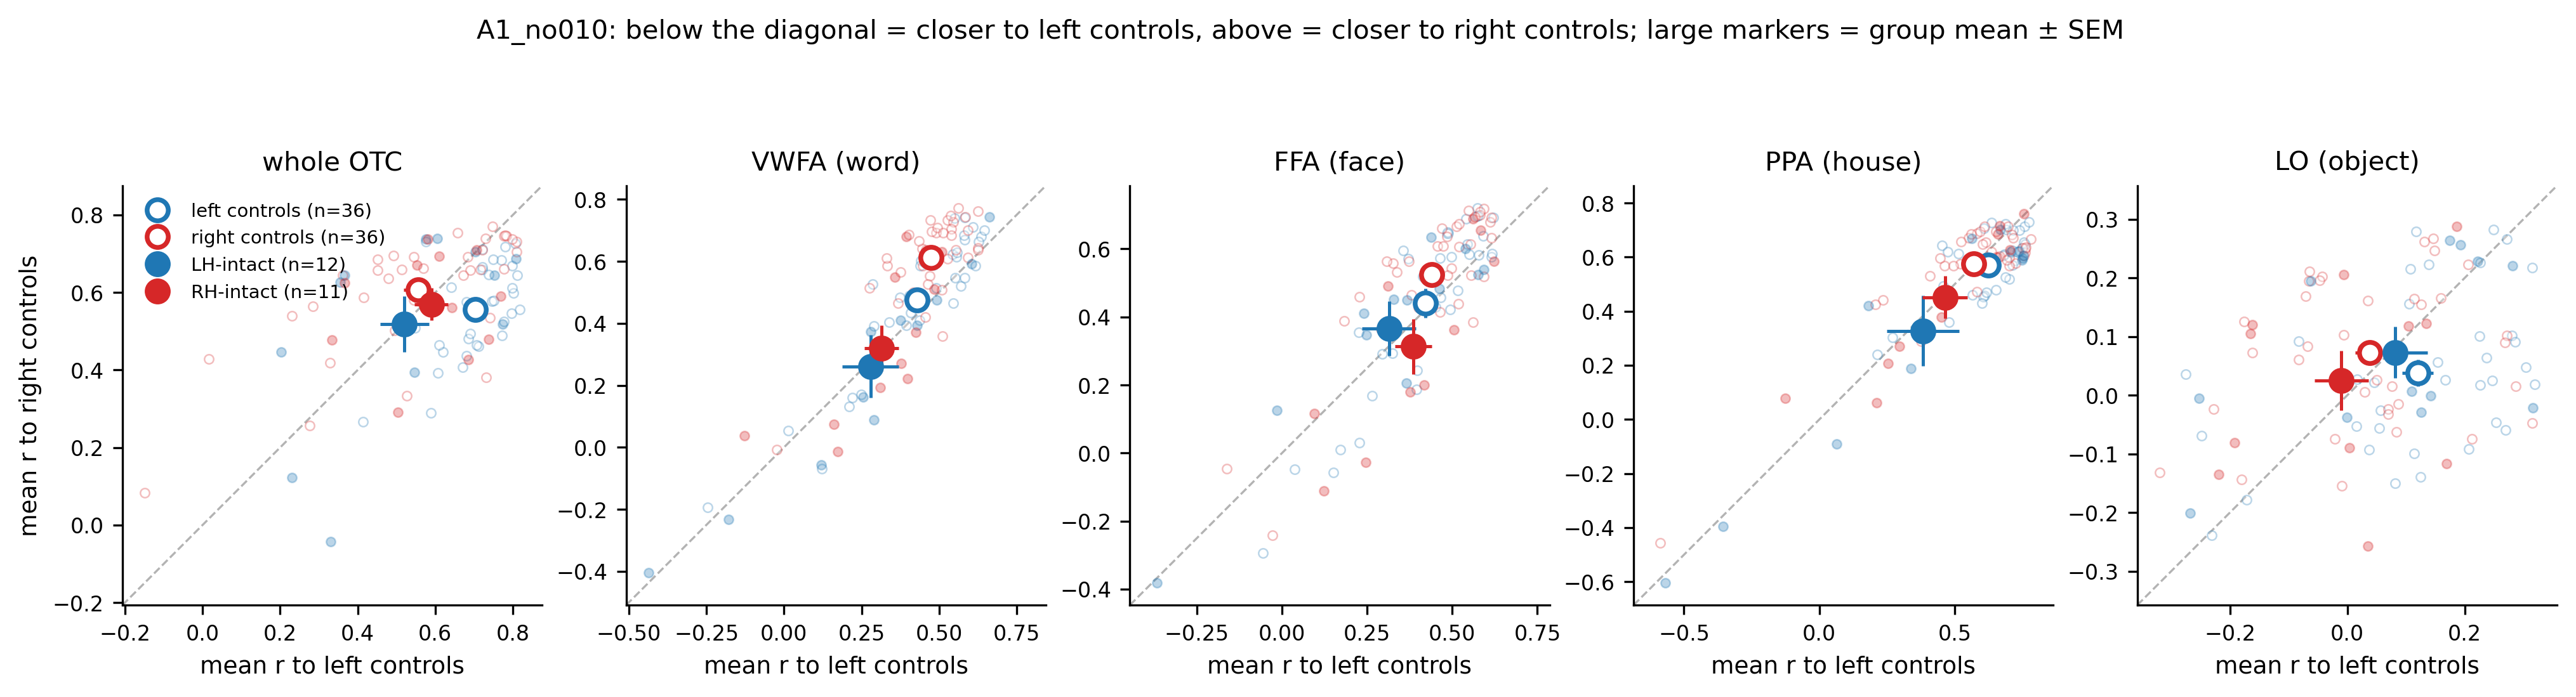 A1_no010: below the diagonal = closer to left controls, above = closer to right controls; large markers = group mean ± SEM
whole OTC
VWFA (word)
FFA (face)
PPA (house)
LO (object)
left controls (n=36)
right controls (n=36)
LH-intact (n=12)
RH-intact (n=11)
mean r to right controls
0.8
0.6
0.4
0.2
0.0
−0.2
−0.2 0.0 0.2 0.4 0.6 0.8
mean r to left controls
0.8
0.6
0.4
0.2
0.0
−0.2
−0.4
−0.50 −0.25 0.00 0.25 0.50 0.75
mean r to left controls
0.6
0.4
0.2
0.0
−0.2
−0.4
−0.25 0.00 0.25 0.50 0.75
mean r to left controls
0.8
0.6
0.4
0.2
0.0
−0.2
−0.4
−0.6
−0.5 0.0 0.5
mean r to left controls
0.3
0.2
0.1
0.0
−0.1
−0.2
−0.3
−0.2 0.0 0.2
mean r to left controls